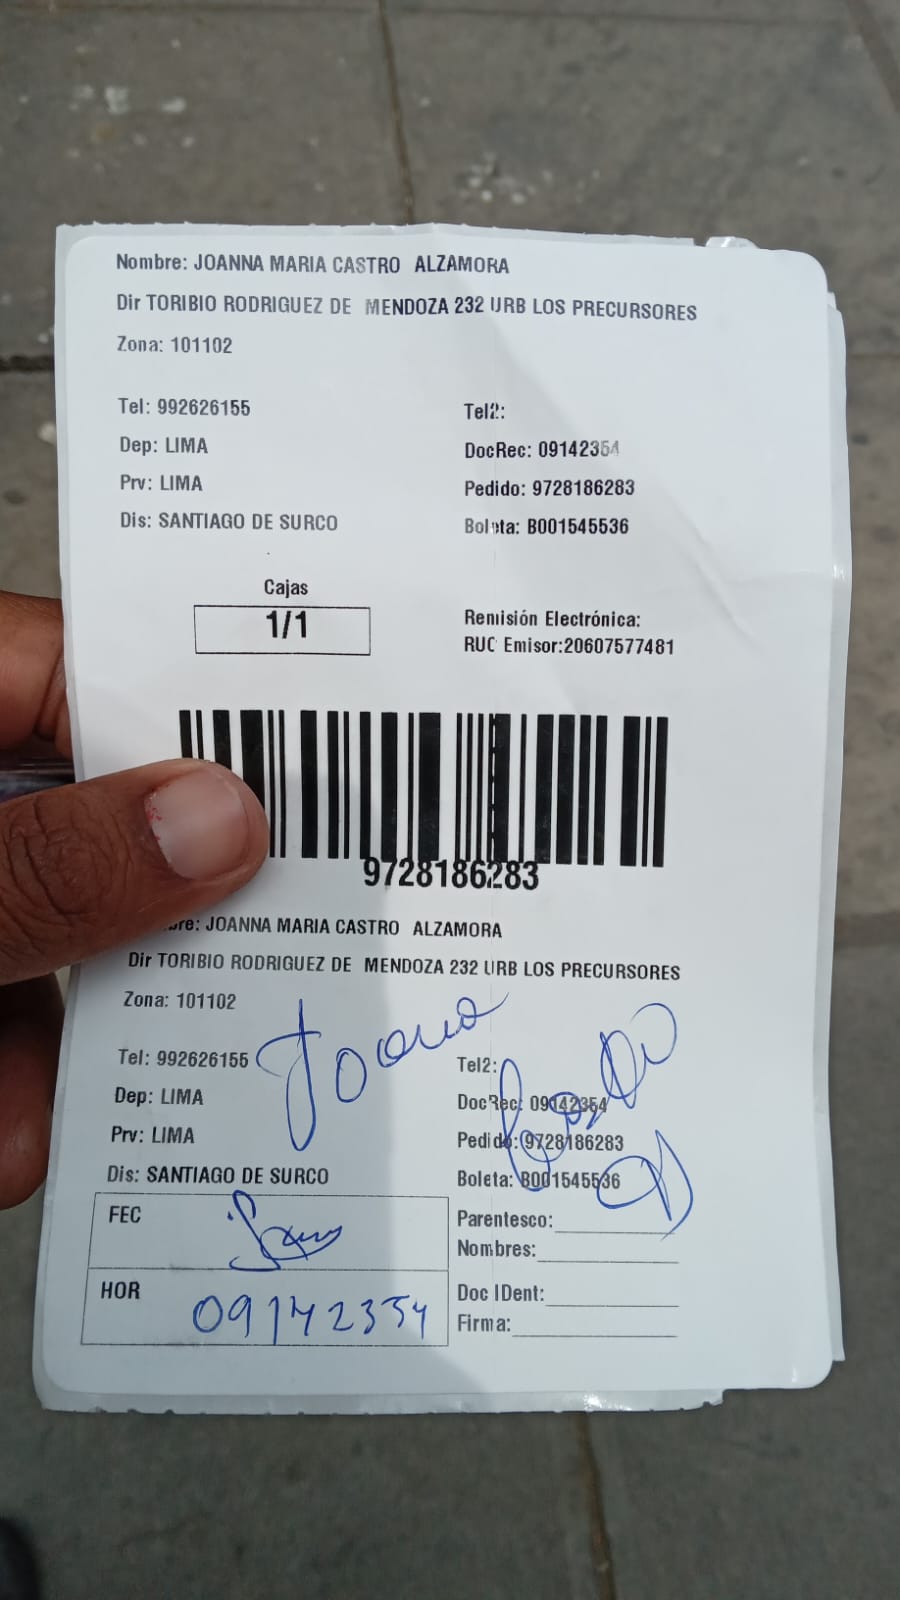 Nombre: JOANNA MARIA CASTRO ALZAMORA
Dir TORIBIO RODRIGUEZ DE MENDOZA 232 URB LOS PRECURSORES
Zona: 101102
Tel: 992626155 Tel2:
Dep: LIMA DocRec: 09142354
Prv: LIMA Pedido: 9728186283
Dis: SANTIAGO DE SURCO Boleta: B001545536
Cajas
1/1
Remisión Electrónica:
RUC Emisor:20607577481
9728186283
bre: JOANNA MARIA CASTRO ALZAMORA
Dir TORIBIO RODRIGUEZ DE MENDOZA 232 URB LOS PRECURSORES
Zona: 101102
Joana
Castro
Tel: 992626155 Tel2:
Dep: LIMA DocRec: 09142354
Prv: LIMA Pedido: 9728186283
Dis: SANTIAGO DE SURCO Boleta: B001545536
FEC
Parentesco:
Nombres:
HOR 09142354
Doc IDent:
Firma: